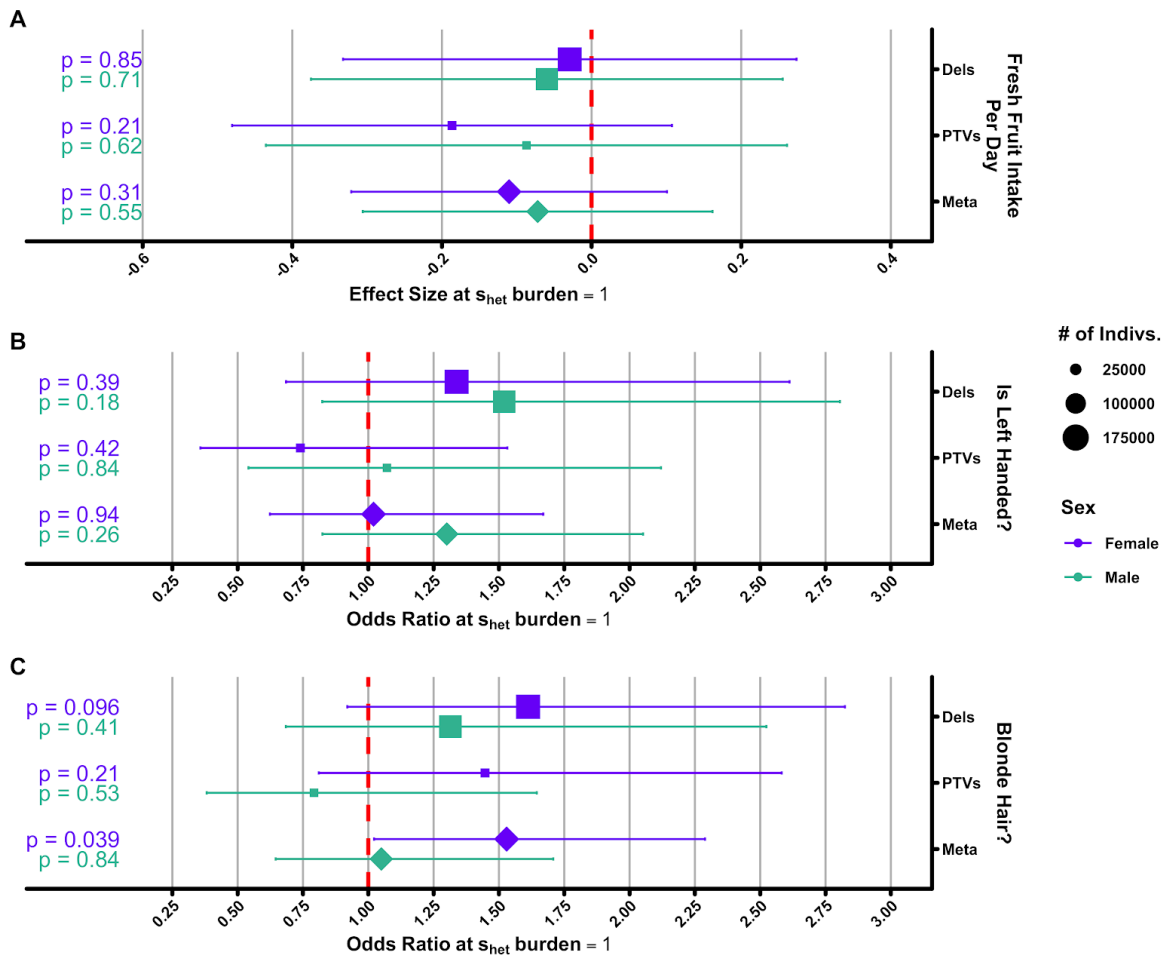 A
p = 0.85
p = 0.71
p = 0.21
p = 0.62
p = 0.31
p = 0.55
Dels
PTVs
Meta
Fresh Fruit Intake
Per Day
-0.6 -0.4 -0.2 0.0 0.2 0.4
Effect Size at shet burden = 1
B
p = 0.39
p = 0.18
p = 0.42
p = 0.84
p = 0.94
p = 0.26
Dels
PTVs
Meta
Is Left Handed?
0.25 0.50 0.75 1.00 1.25 1.50 1.75 2.00 2.25 2.50 2.75 3.00
Odds Ratio at shet burden = 1
# of Indivs.
25000
100000
175000
Sex
Female
Male
C
p = 0.096
p = 0.41
p = 0.21
p = 0.53
p = 0.039
p = 0.84
Dels
PTVs
Meta
Blonde Hair?
0.25 0.50 0.75 1.00 1.25 1.50 1.75 2.00 2.25 2.50 2.75 3.00
Odds Ratio at shet burden = 1